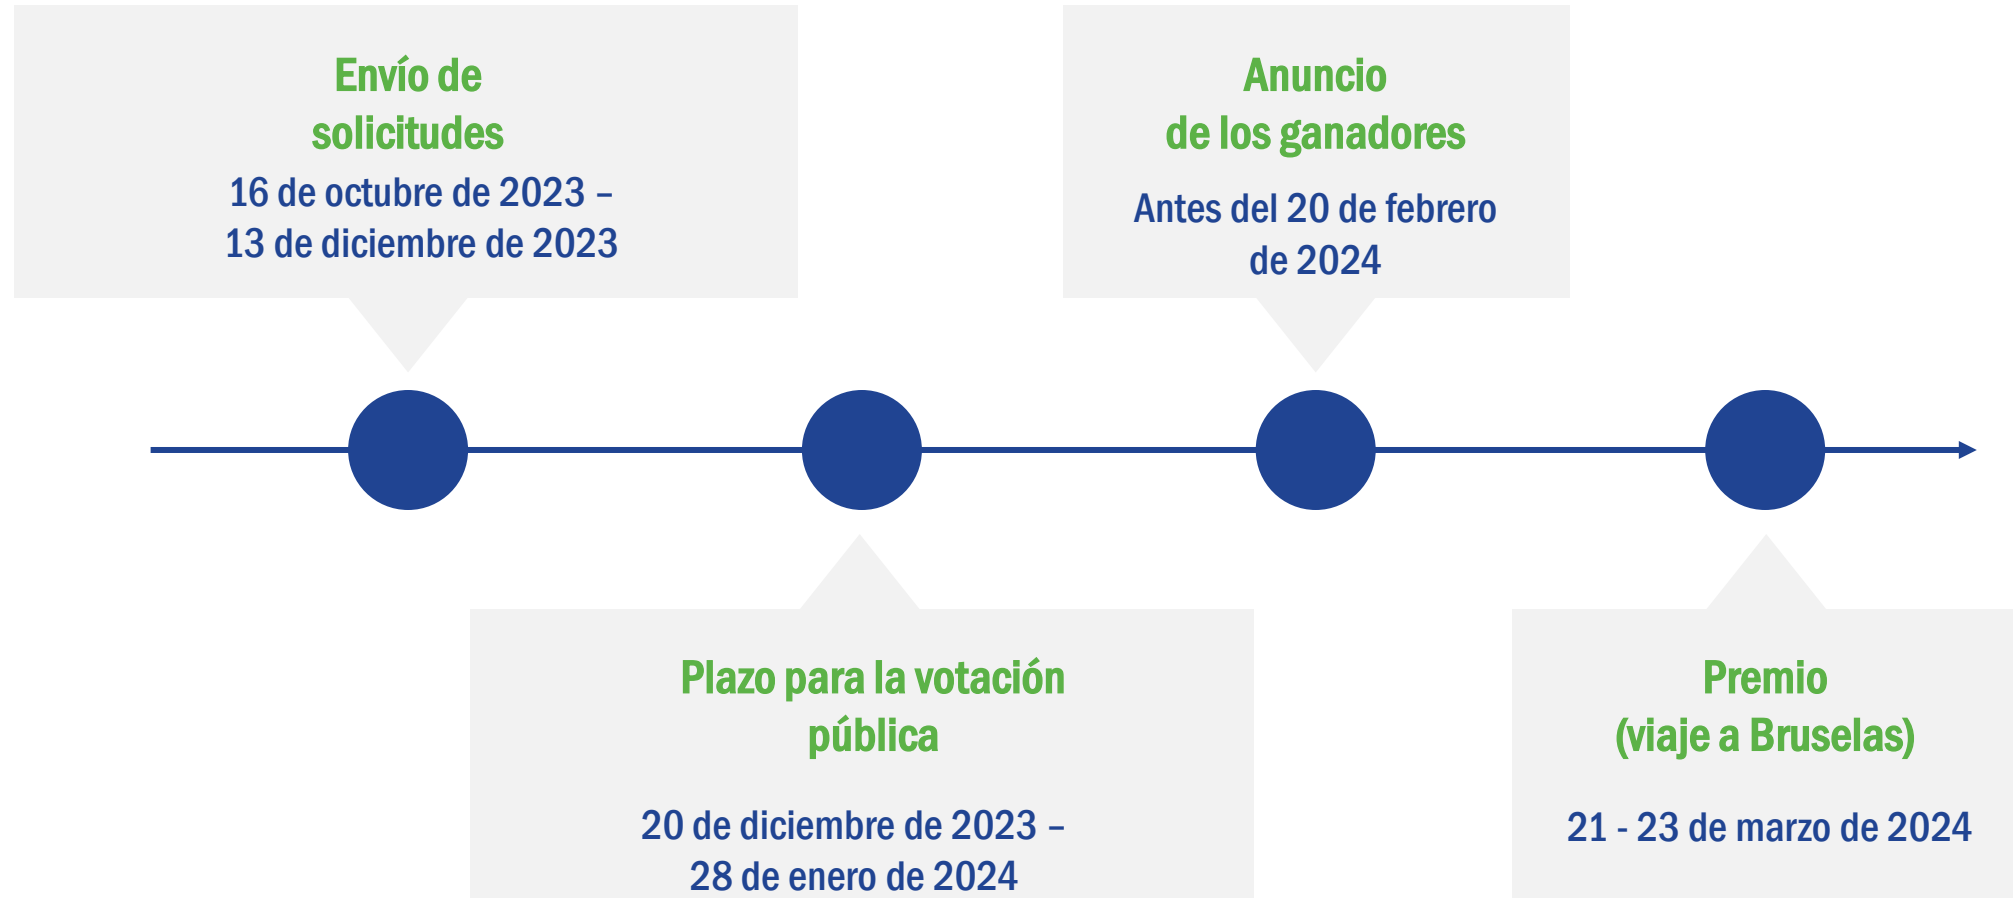 Envío de
solicitudes
16 de octubre de 2023 –
13 de diciembre de 2023
Plazo para la votación
pública
20 de diciembre de 2023 –
28 de enero de 2024
Anuncio
de los ganadores
Antes del 20 de febrero
de 2024
Premio
(viaje a Bruselas)
21 - 23 de marzo de 2024